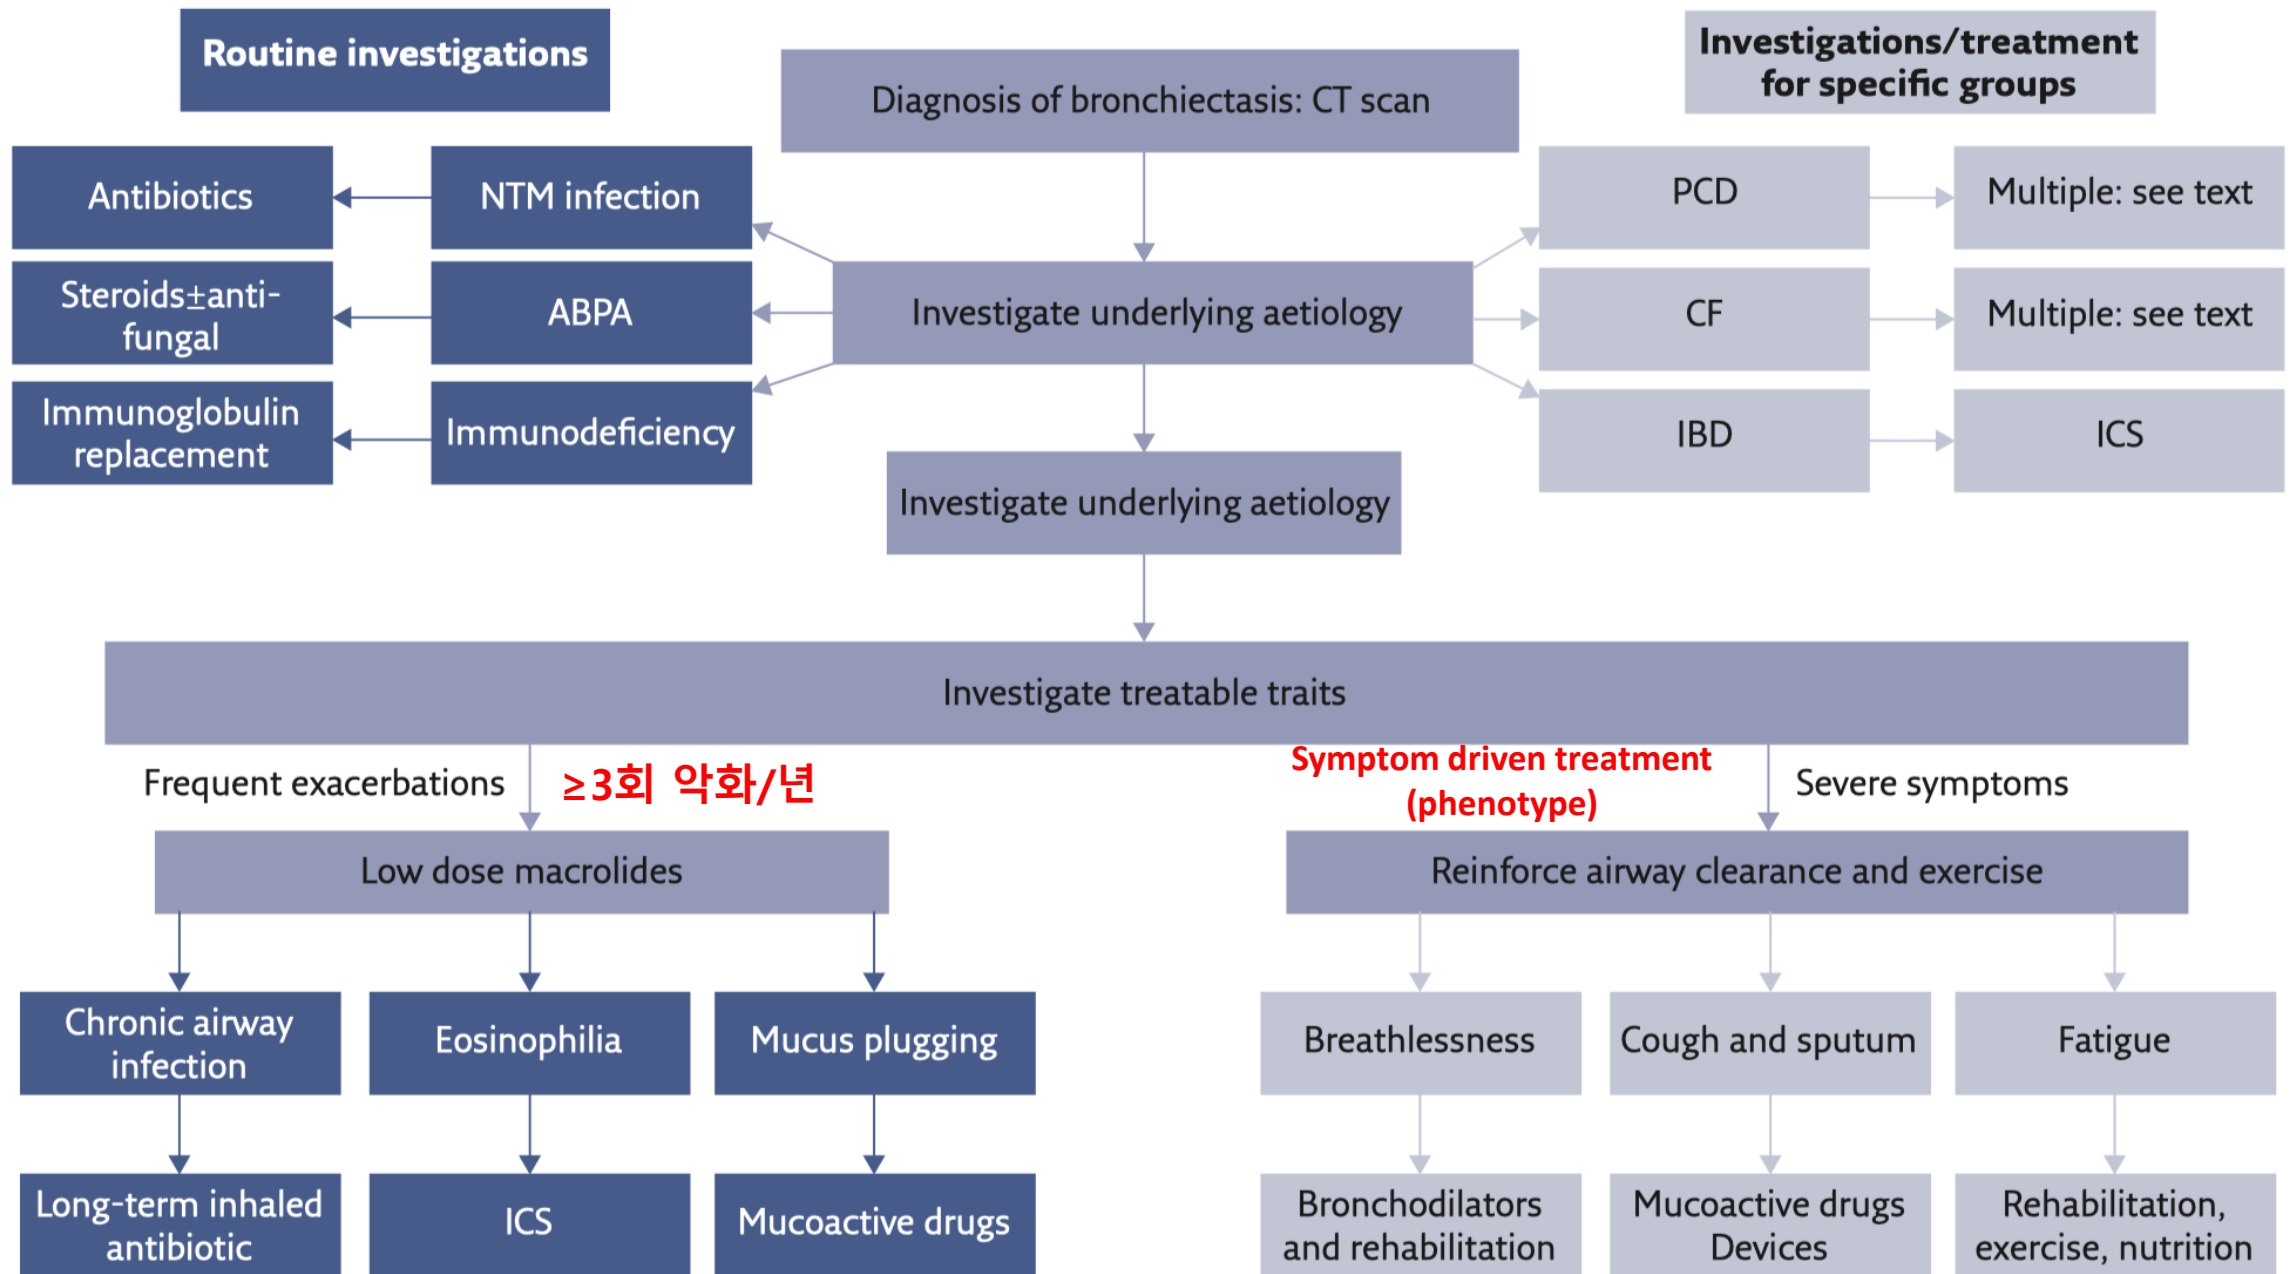 Routine investigations
Diagnosis of bronchiectasis: CT scan
Investigations/treatment
for specific groups
Antibiotics
NTM infection
PCD
Multiple: see text
Steroids±anti-
fungal
ABPA
Investigate underlying aetiology
CF
Multiple: see text
Immunoglobulin
replacement
Immunodeficiency
IBD
ICS
Investigate underlying aetiology
Investigate treatable traits
Frequent exacerbations
≥3회 악화/년
Symptom driven treatment
(phenotype)
Severe symptoms
Low dose macrolides
Reinforce airway clearance and exercise
Chronic airway
infection
Eosinophilia
Mucus plugging
Breathlessness
Cough and sputum
Fatigue
Long-term inhaled
antibiotic
ICS
Mucoactive drugs
Bronchodilators
and rehabilitation
Mucoactive drugs
Devices
Rehabilitation,
exercise, nutrition